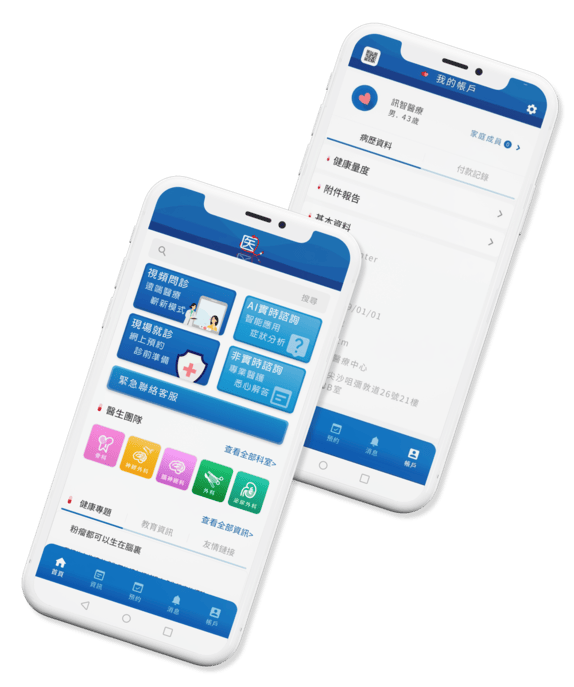 我的帳戶
訊智醫療
男. 43歲
家庭成員 0 >
病歷資料
付款記錄
健康量度
附件報告
基本資料
/01/01
醫療中心
尖沙咀彌敦道26號21樓
預約
消息
帳戶
医
搜尋
視頻問診
遠端醫療
嶄新模式
AI實時諮詢
智能應用
症狀分析
現場就診
網上預約
診前準備
非實時諮詢
專業醫護
悉心解答
緊急聯絡客服
醫生團隊
查看全部科室>
骨科
神經外科
腦神經科
外科
泌尿外科
查看全部資訊>
健康專題
教育資訊
友情鏈接
粉瘤都可以生在腦裏
首頁
資訊
預約
消息
帳戶